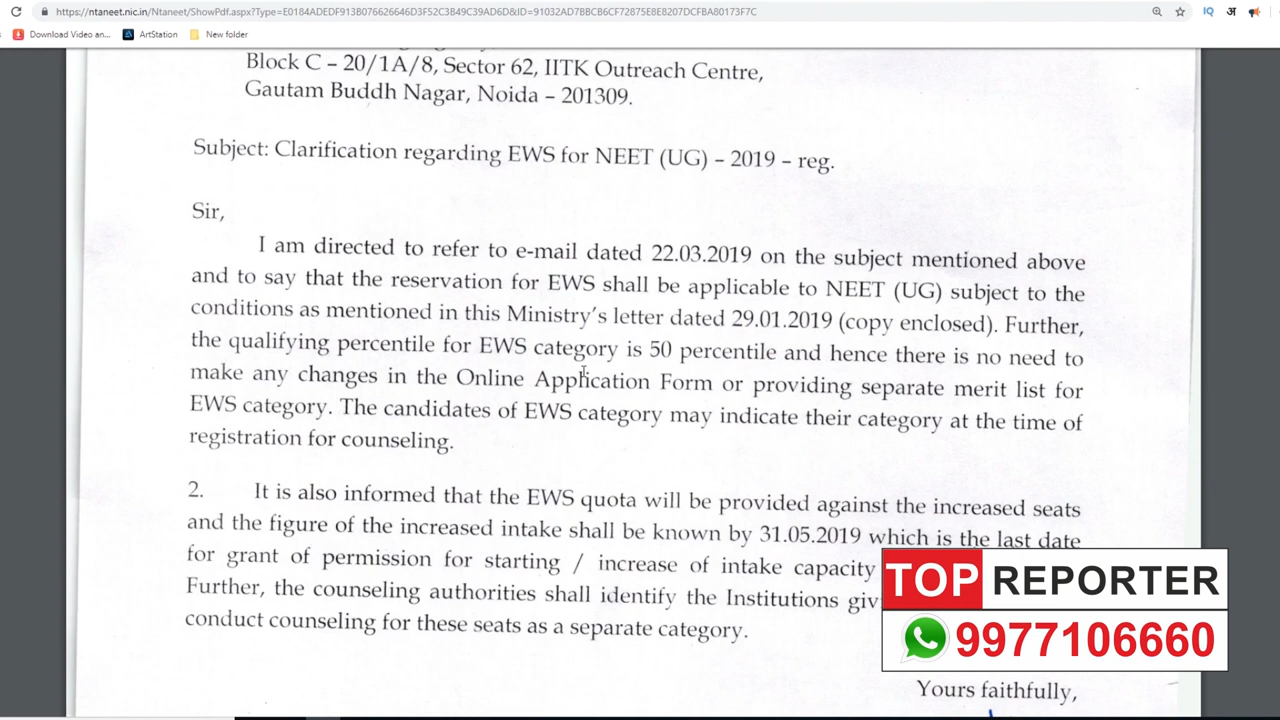 https://ntaneet.nic.in/Ntaneet/ShowPdf.aspx?Type=E0184ADEDF913B076626646D3F52C3B49C39AD6D&ID=91032AD7BBCB6CF72875E8E8207DCFBA80173F7C
IQ अ
Download Video an... ArtStation New folder
Block C – 20/1A/8, Sector 62, IITK Outreach Centre,
Gautam Buddh Nagar, Noida – 201309.
Subject: Clarification regarding EWS for NEET (UG) – 2019 – reg.
Sir,
I am directed to refer to e-mail dated 22.03.2019 on the subject mentioned above
and to say that the reservation for EWS shall be applicable to NEET (UG) subject to the
conditions as mentioned in this Ministry's letter dated 29.01.2019 (copy enclosed). Further,
the qualifying percentile for EWS category is 50 percentile and hence there is no need to
make any changes in the Online Application Form or providing separate merit list for
EWS category. The candidates of EWS category may indicate their category at the time of
registration for counseling.
2. It is also informed that the EWS quota will be provided against the increased seats
and the figure of the increased intake shall be known by 31.05.2019 which is the last date
for grant of permission for starting / increase of intake capacity
Further, the counseling authorities shall identify the Institutions giv
conduct counseling for these seats as a separate category.
TOP REPORTER
9977106660
Yours faithfully,